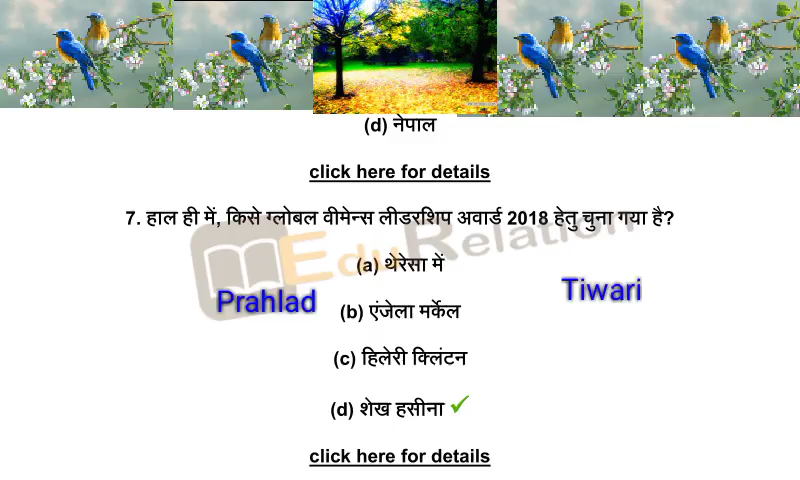 (d) नेपाल
click here for details
7. हाल ही में, किसे ग्लोबल वीमेन्स लीडरशिप अवार्ड 2018 हेतु चुना गया है?
EduRelation
(a) थेरेसा में
Prahlad
Tiwari
(b) एंजेला मर्केल
(c) हिलेरी क्लिंटन
(d) शेख हसीना
click here for details